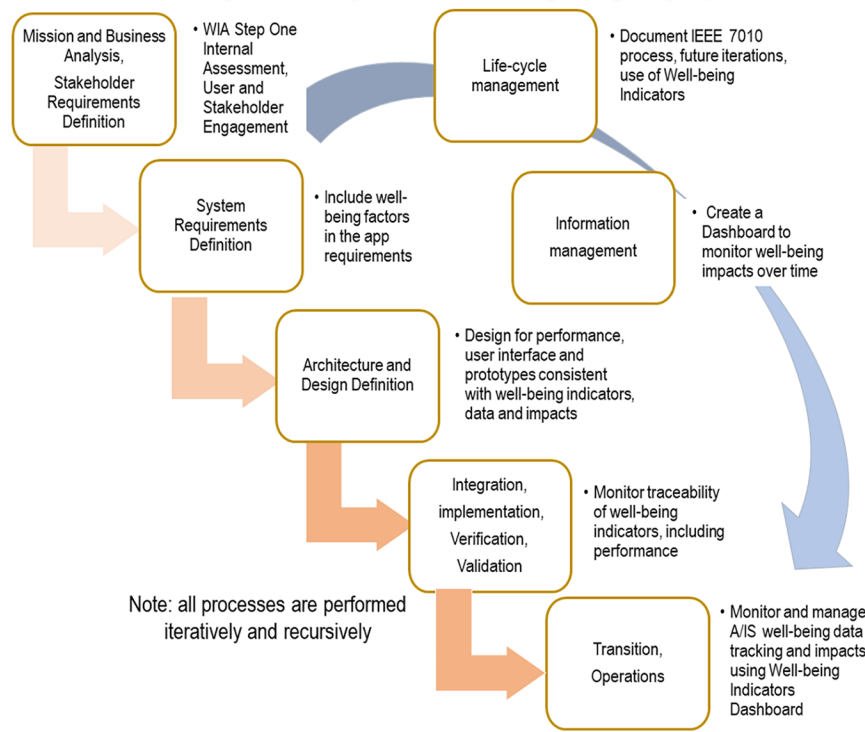 Mission and Business
Analysis,
Stakeholder
Requirements
Definition
• WIA Step One
Internal
Assessment,
User and
Stakeholder
Engagement
Life-cycle
management
• Document IEEE 7010
process, future iterations,
use of Well-being
Indicators
System
Requirements
Definition
• Include well-
being factors
in the app
requirements
Information
management
• Create a
Dashboard to
monitor well-being
impacts over time
Architecture and
Design Definition
• Design for performance,
user interface and
prototypes consistent
with well-being indicators,
data and impacts
Integration,
implementation,
Verification,
Validation
• Monitor traceability
of well-being
indicators, including
performance
Note: all processes are performed
iteratively and recursively
Transition,
Operations
• Monitor and manage
A/IS well-being data
tracking and impacts
using Well-being
Indicators
Dashboard